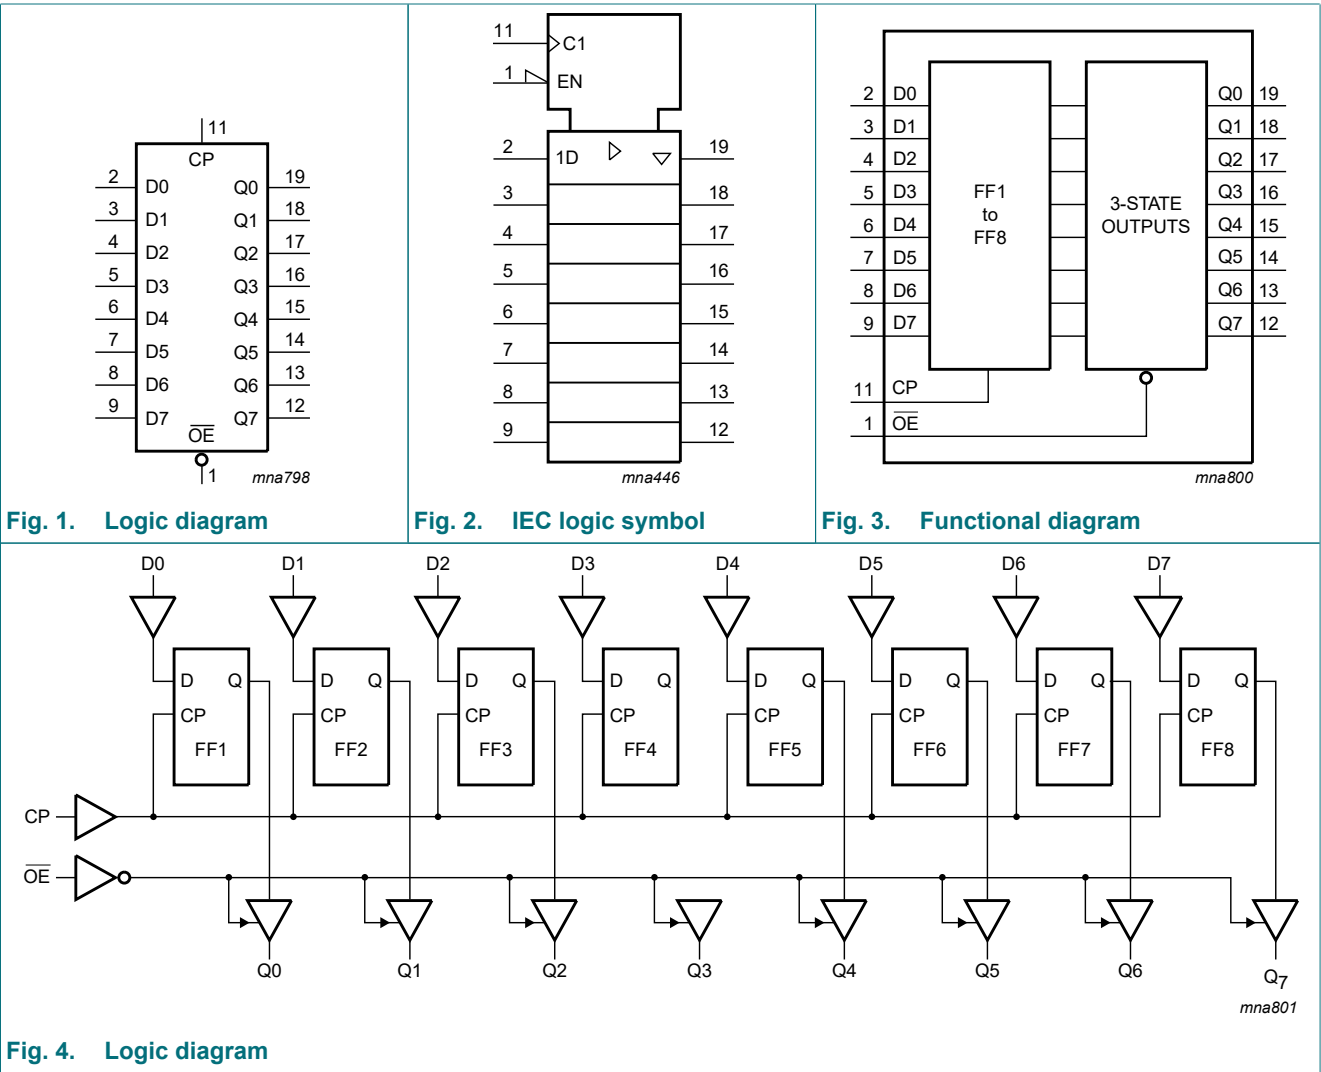 11
CP
2 D0 Q0 19
3 D1 Q1 18
4 D2 Q2 17
5 D3 Q3 16
6 D4 Q4 15
7 D5 Q5 14
8 D6 Q6 13
9 D7 Q7 12
OE
1
mna798
Fig. 1. Logic diagram
11 C1
1 EN
2 1D 19
3 18
4 17
5 16
6 15
7 14
8 13
9 12
mna446
Fig. 2. IEC logic symbol
2 D0 Q0 19
3 D1 Q1 18
4 D2 Q2 17
5 D3 Q3 16
6 D4 Q4 15
7 D5 Q5 14
8 D6 Q6 13
9 D7 Q7 12
FF1
to
FF8
3-STATE
OUTPUTS
11 CP
1 OE
mna800
Fig. 3. Functional diagram
D0 D1 D2 D3 D4 D5 D6 D7
D Q D Q D Q D Q D Q D Q D Q D Q
CP CP CP CP CP CP CP CP
FF1 FF2 FF3 FF4 FF5 FF6 FF7 FF8
CP
OE
Q0 Q1 Q2 Q3 Q4 Q5 Q6 Q7
mna801
Fig. 4. Logic diagram